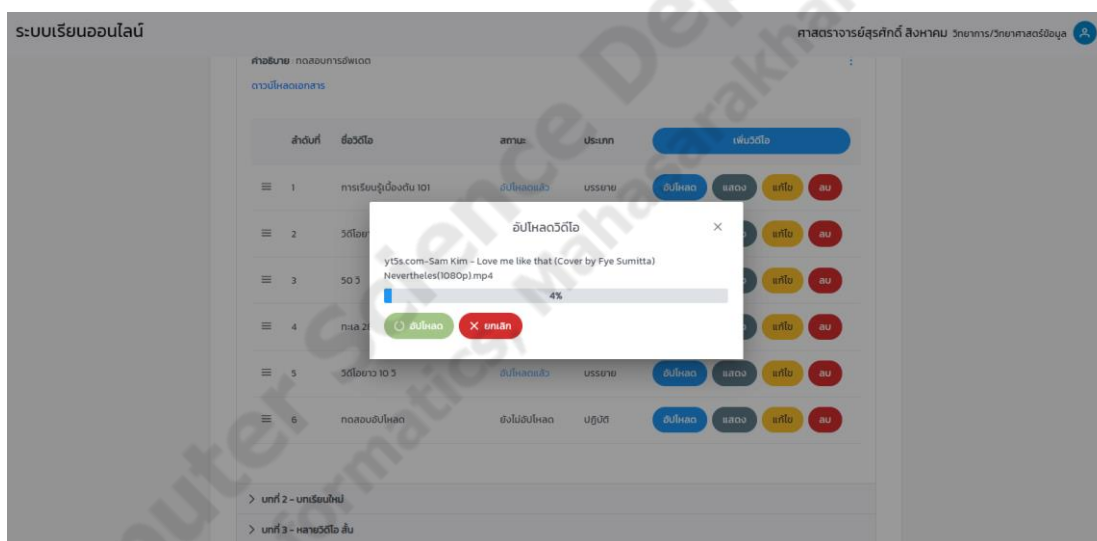 ระบบเรียนออนไลน์
ศาสตราจารย์สุรศักดิ์ สิงหาคม วิทยาการ/วิทยาศาสตร์ข้อมูล
คำอธิบาย ทดสอบการอัพเดต
ดาวน์โหลดเอกสาร
ลำดับที่ ชื่อวิดีโอ สถานะ ประเภท เพิ่มวิดีโอ
1 การเรียนรู้เบื้องต้น 101 อัปโหลดแล้ว บรรยาย อัปโหลด แสดง แก้ไข ลบ
อัปโหลดวิดีโอ
2 แก้ไข ลบ
yt5s.com-Sam Kim - Love me like that (Cover by Fye Sumitta)
Nevertheless(1080p).mp4
3 50 วิ แก้ไข ลบ
4%
4 ทะเล แก้ไข ลบ
อัปโหลด ยกเลิก
5 วิดีโอยาว 10 วิ อัปโหลดแล้ว บรรยาย อัปโหลด แสดง แก้ไข ลบ
6 ทดสอบอัปโหลด ยังไม่อัปโหลด ปฏิบัติ อัปโหลด แสดง แก้ไข ลบ
บทที่ 2 - บทเรียนใหม่
บทที่ 3 - หลายวิดีโอ สั้น